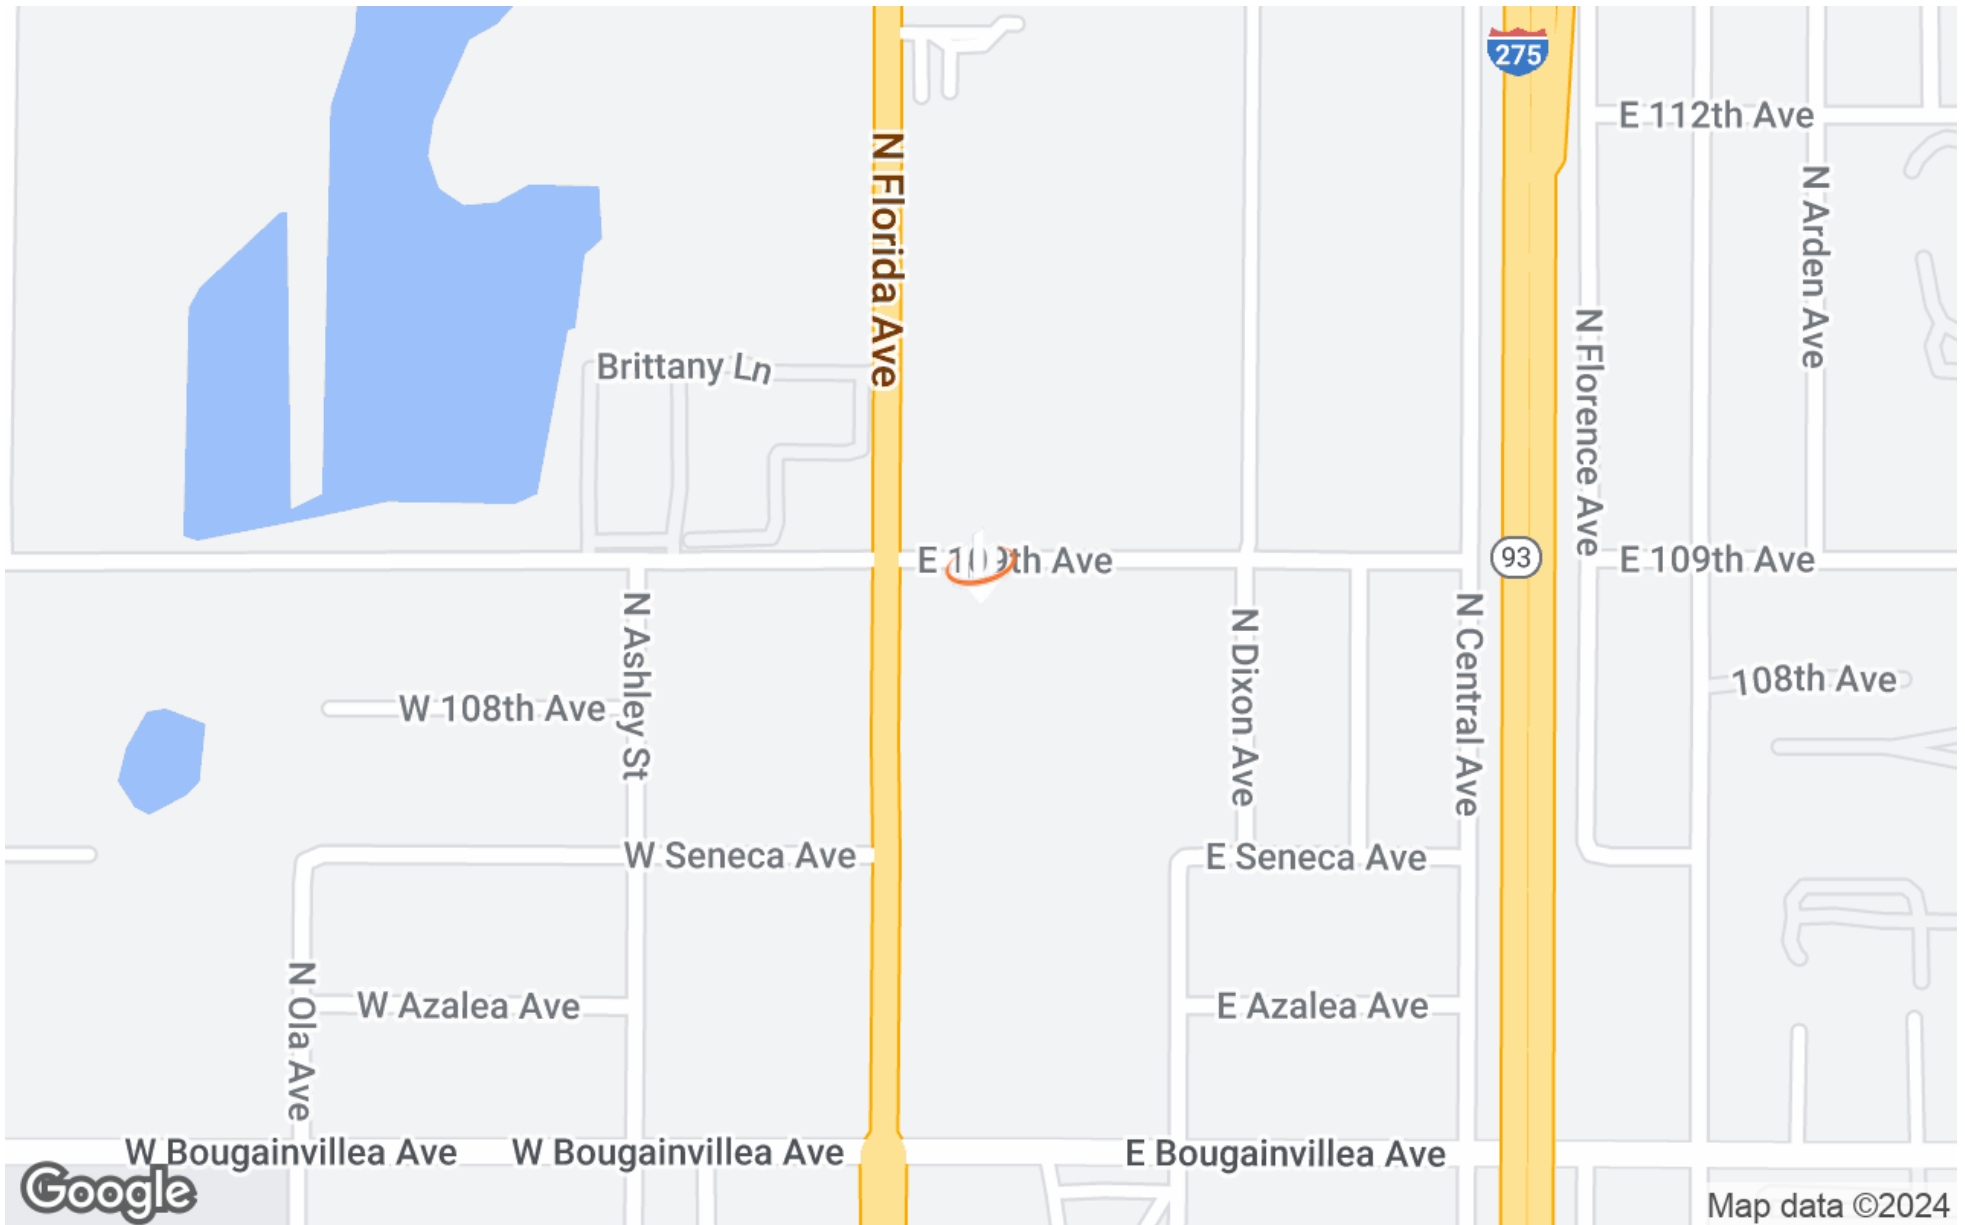 275
E 112th Ave
N Florida Ave
N Arden Ave
Brittany Ln
N Florence Ave
E 109th Ave
93
E 109th Ave
N Ashley St
N Dixon Ave
N Central Ave
108th Ave
W 108th Ave
W Seneca Ave
E Seneca Ave
N Ola Ave
W Azalea Ave
E Azalea Ave
W Bougainvillea Ave
W Bougainvillea Ave
E Bougainvillea Ave
Google
Map data ©2024